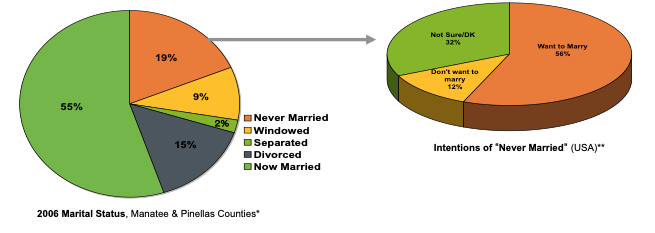 19%
9%
2%
15%
55%
Never Married
Windowed
Separated
Divorced
Now Married
2006 Marital Status, Manatee & Pinellas Counties*
Not Sure/DK
32%
Want to Marry
56%
Don't want to
marry
12%
Intentions of "Never Married" (USA)**